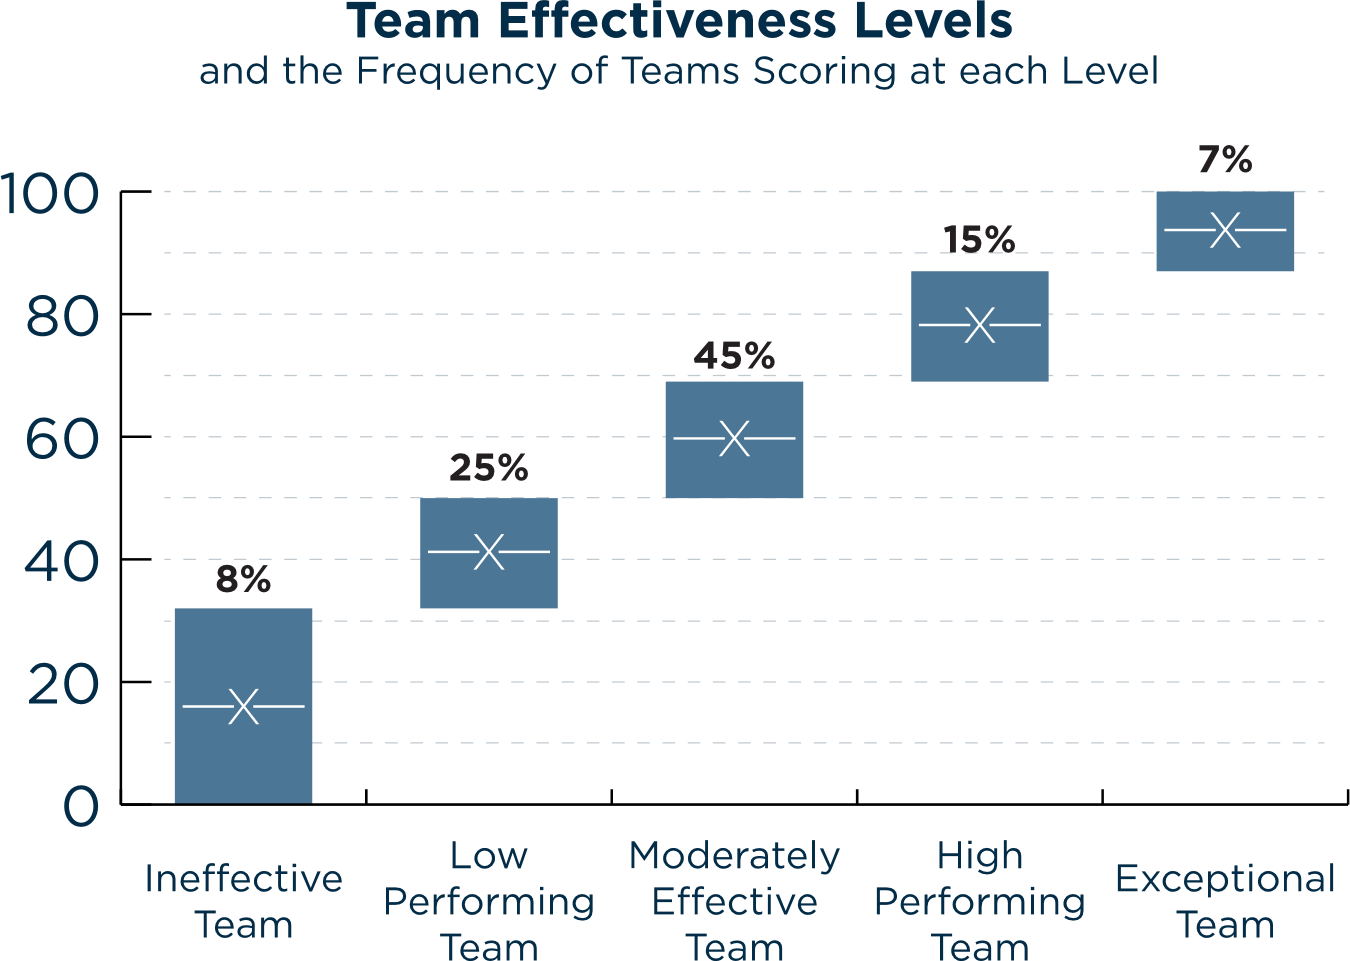 Team Effectiveness Levels
and the Frequency of Teams Scoring at each Level
100
80
60
40
20
0
8%
25%
45%
15%
7%
Ineffective
Team
Low
Performing
Team
Moderately
Effective
Team
High
Performing
Team
Exceptional
Team